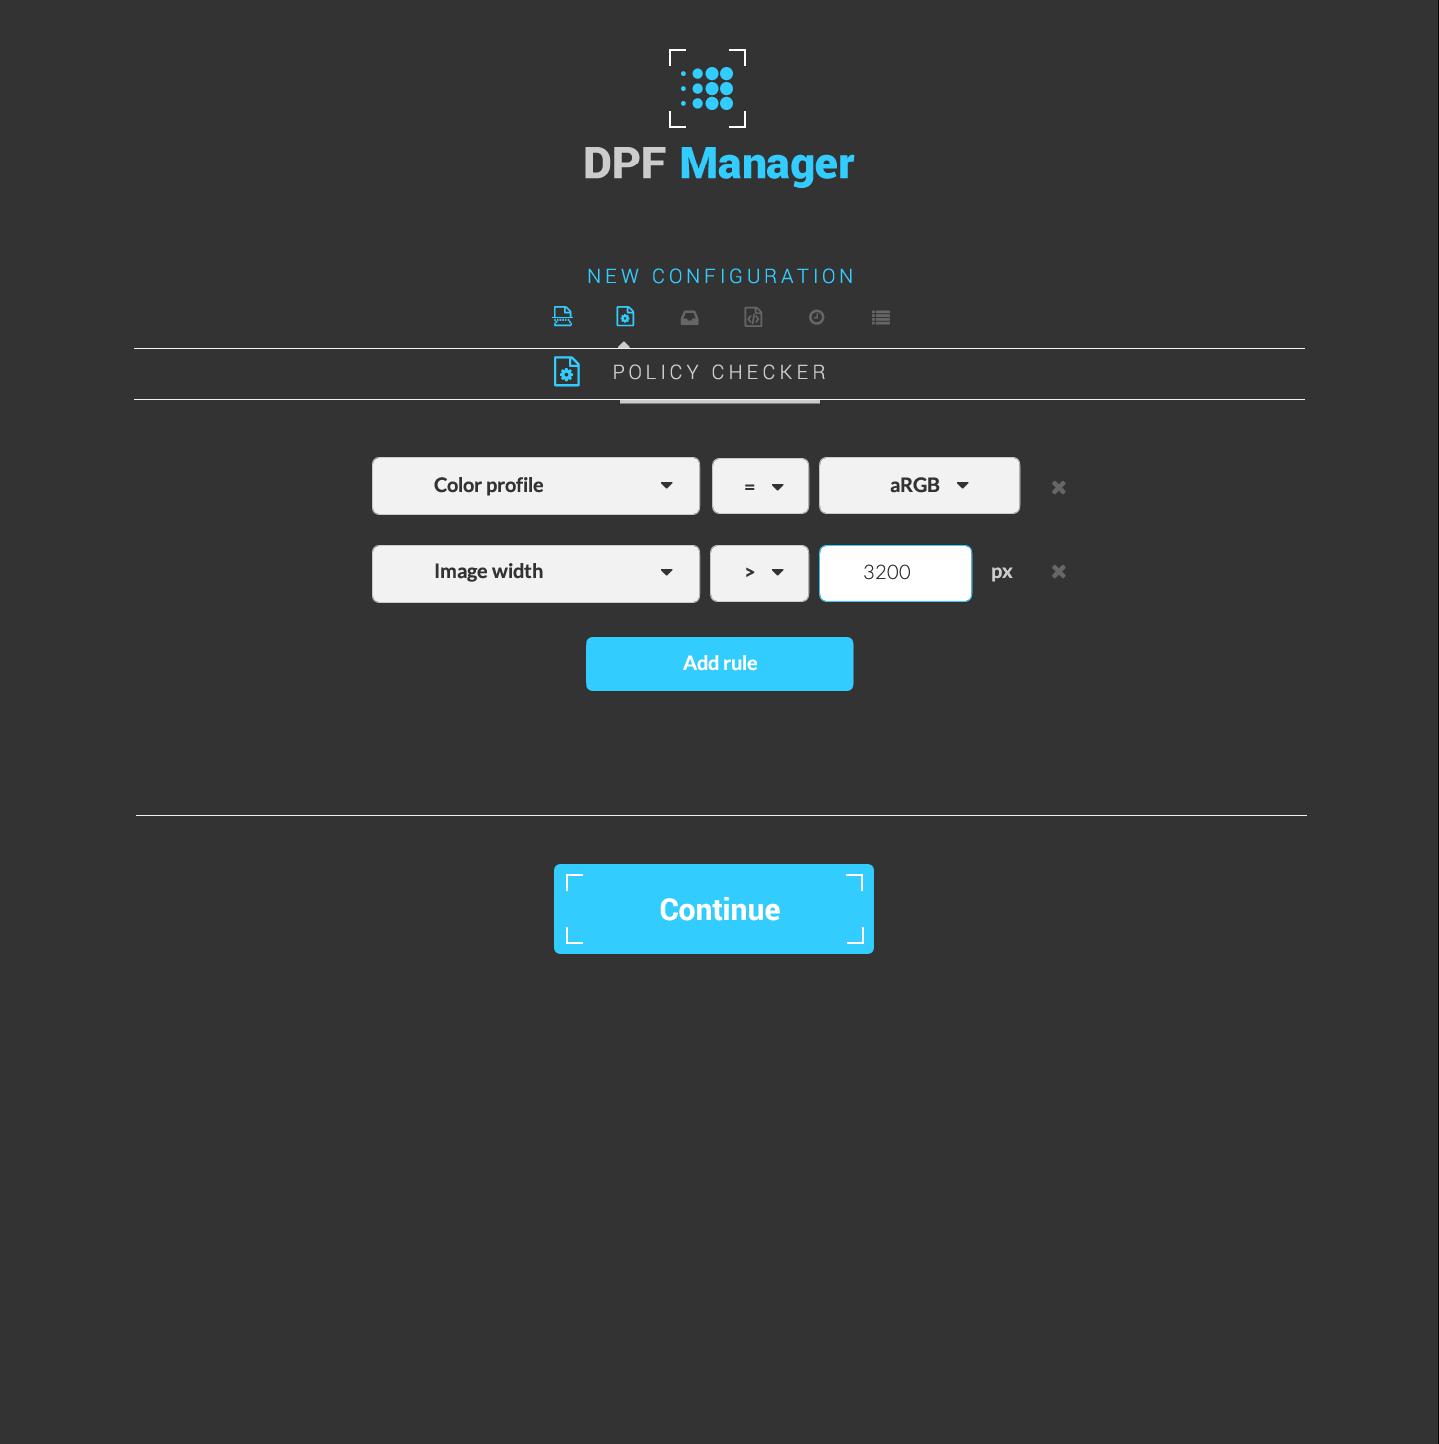 DPF Manager
NEW CONFIGURATION
POLICY CHECKER
Color profile = aRGB
Image width > 3200 px
Add rule
Continue